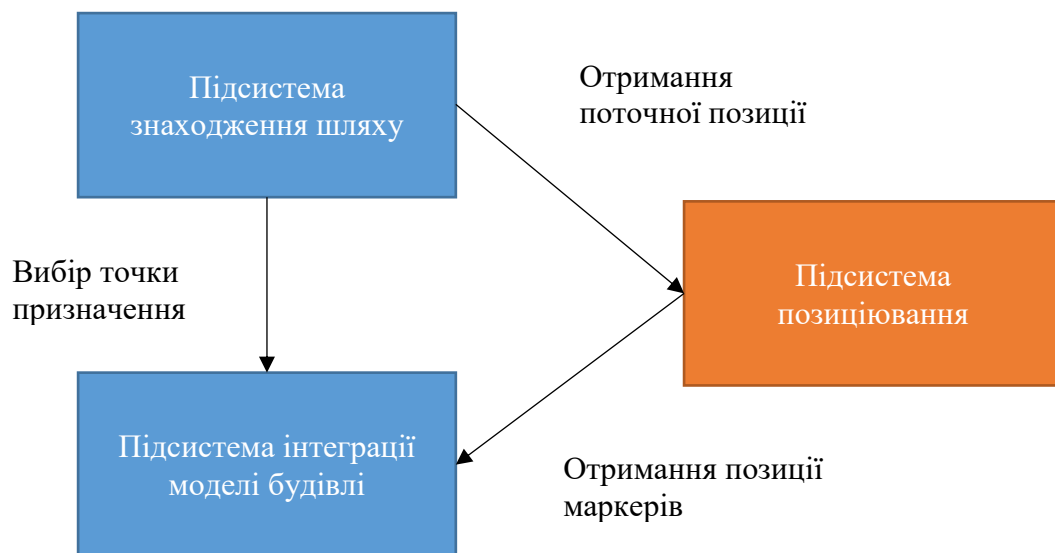 Підсистема
знаходження шляху
Отримання
поточної позиції
Вибір точки
призначення
Підсистема
позиціювання
Підсистема інтеграції
моделі будівлі
Отримання позиції
маркерів